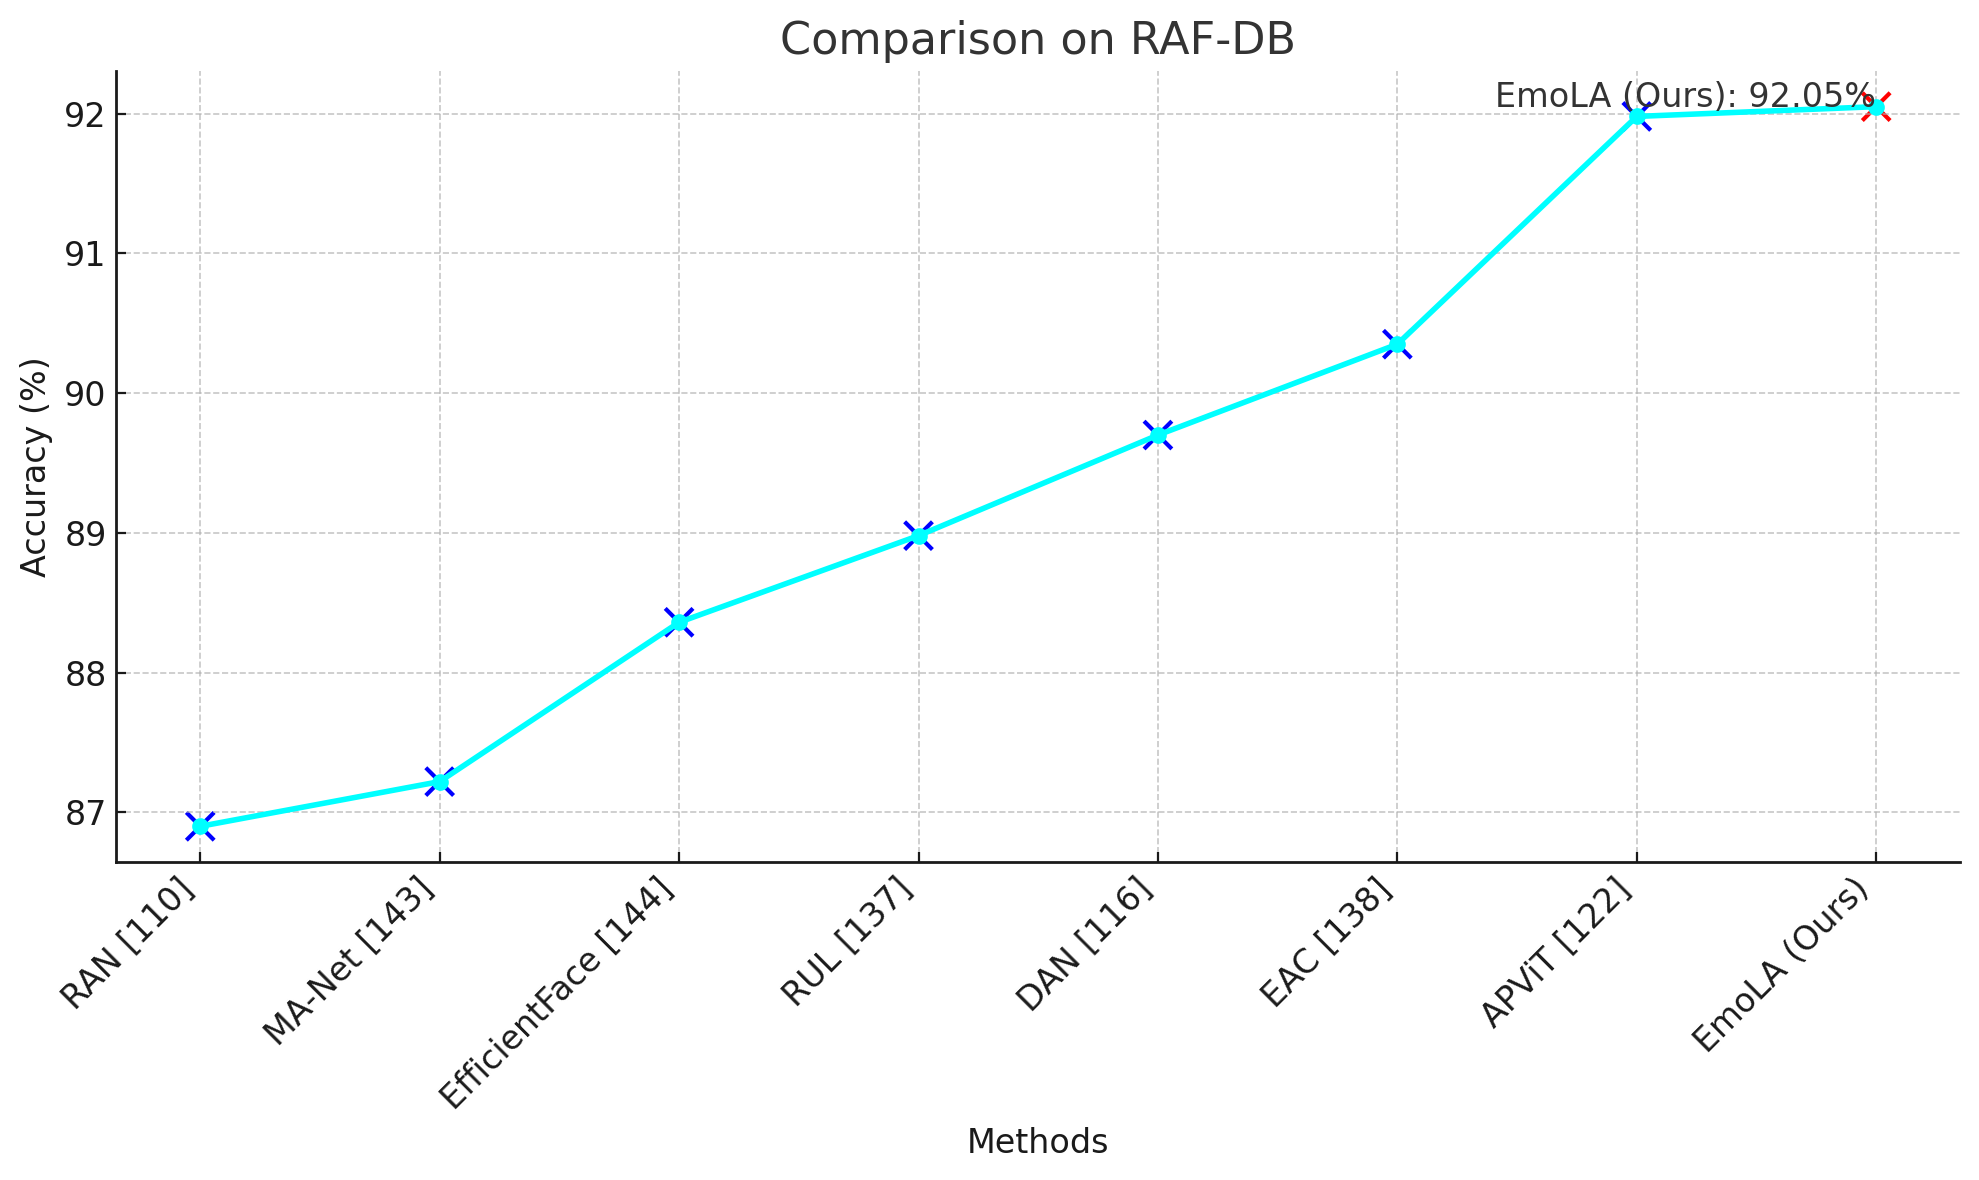 Comparison on RAF-DB
EmoLA (Ours): 92.05%
92
91
90
89
88
87
Accuracy (%)
RAN [110]
MA-Net [143]
EfficientFace [144]
RUL [137]
DAN [116]
EAC [138]
APViT [122]
EmoLA (Ours)
Methods